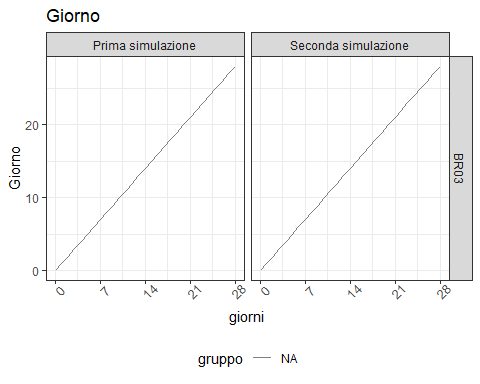 Giorno
Prima simulazione
Seconda simulazione
Giorno
20
10
0
BR03
0 7 14 21 28
0 7 14 21 28
giorni
gruppo NA